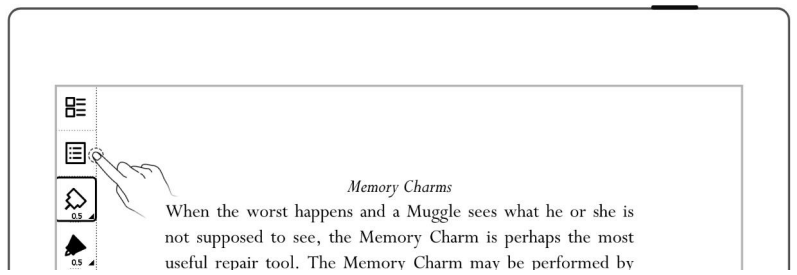 Memory Charms
0.5
When the worst happens and a Muggle sees what he or she is
not supposed to see, the Memory Charm is perhaps the most
0.5
useful repair tool. The Memory Charm may be performed by